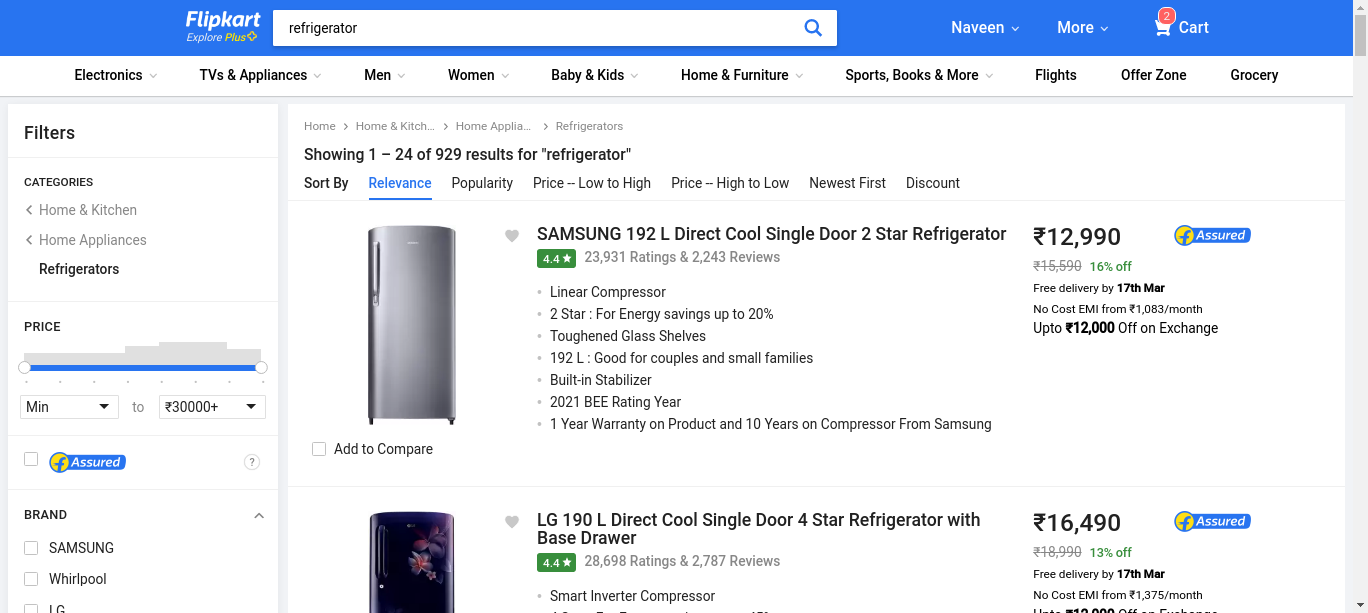 Flipkart
Explore Plus
refrigerator
Naveen
More
2
Cart
Electronics
TVs & Appliances
Men
Women
Baby & Kids
Home & Furniture
Sports, Books & More
Flights
Offer Zone
Grocery
Filters
CATEGORIES
Home & Kitchen
Home Appliances
Refrigerators
PRICE
Min
to
₹30000+
Assured
?
BRAND
SAMSUNG
Whirlpool
LG
Home > Home & Kitch... > Home Applia... > Refrigerators
Showing 1 – 24 of 929 results for "refrigerator"
Sort By Relevance Popularity Price -- Low to High Price -- High to Low Newest First Discount
SAMSUNG 192 L Direct Cool Single Door 2 Star Refrigerator
4.4 ★ 23,931 Ratings & 2,243 Reviews
• Linear Compressor
• 2 Star : For Energy savings up to 20%
• Toughened Glass Shelves
• 192 L : Good for couples and small families
• Built-in Stabilizer
• 2021 BEE Rating Year
• 1 Year Warranty on Product and 10 Years on Compressor From Samsung
Add to Compare
₹12,990
Assured
₹15,590 16% off
Free delivery by 17th Mar
No Cost EMI from ₹1,083/month
Upto ₹12,000 Off on Exchange
LG 190 L Direct Cool Single Door 4 Star Refrigerator with
Base Drawer
4.4 ★ 28,698 Ratings & 2,787 Reviews
• Smart Inverter Compressor
₹16,490
Assured
₹18,990 13% off
Free delivery by 17th Mar
No Cost EMI from ₹1,375/month
Upto ₹12,000 Off on Exchange